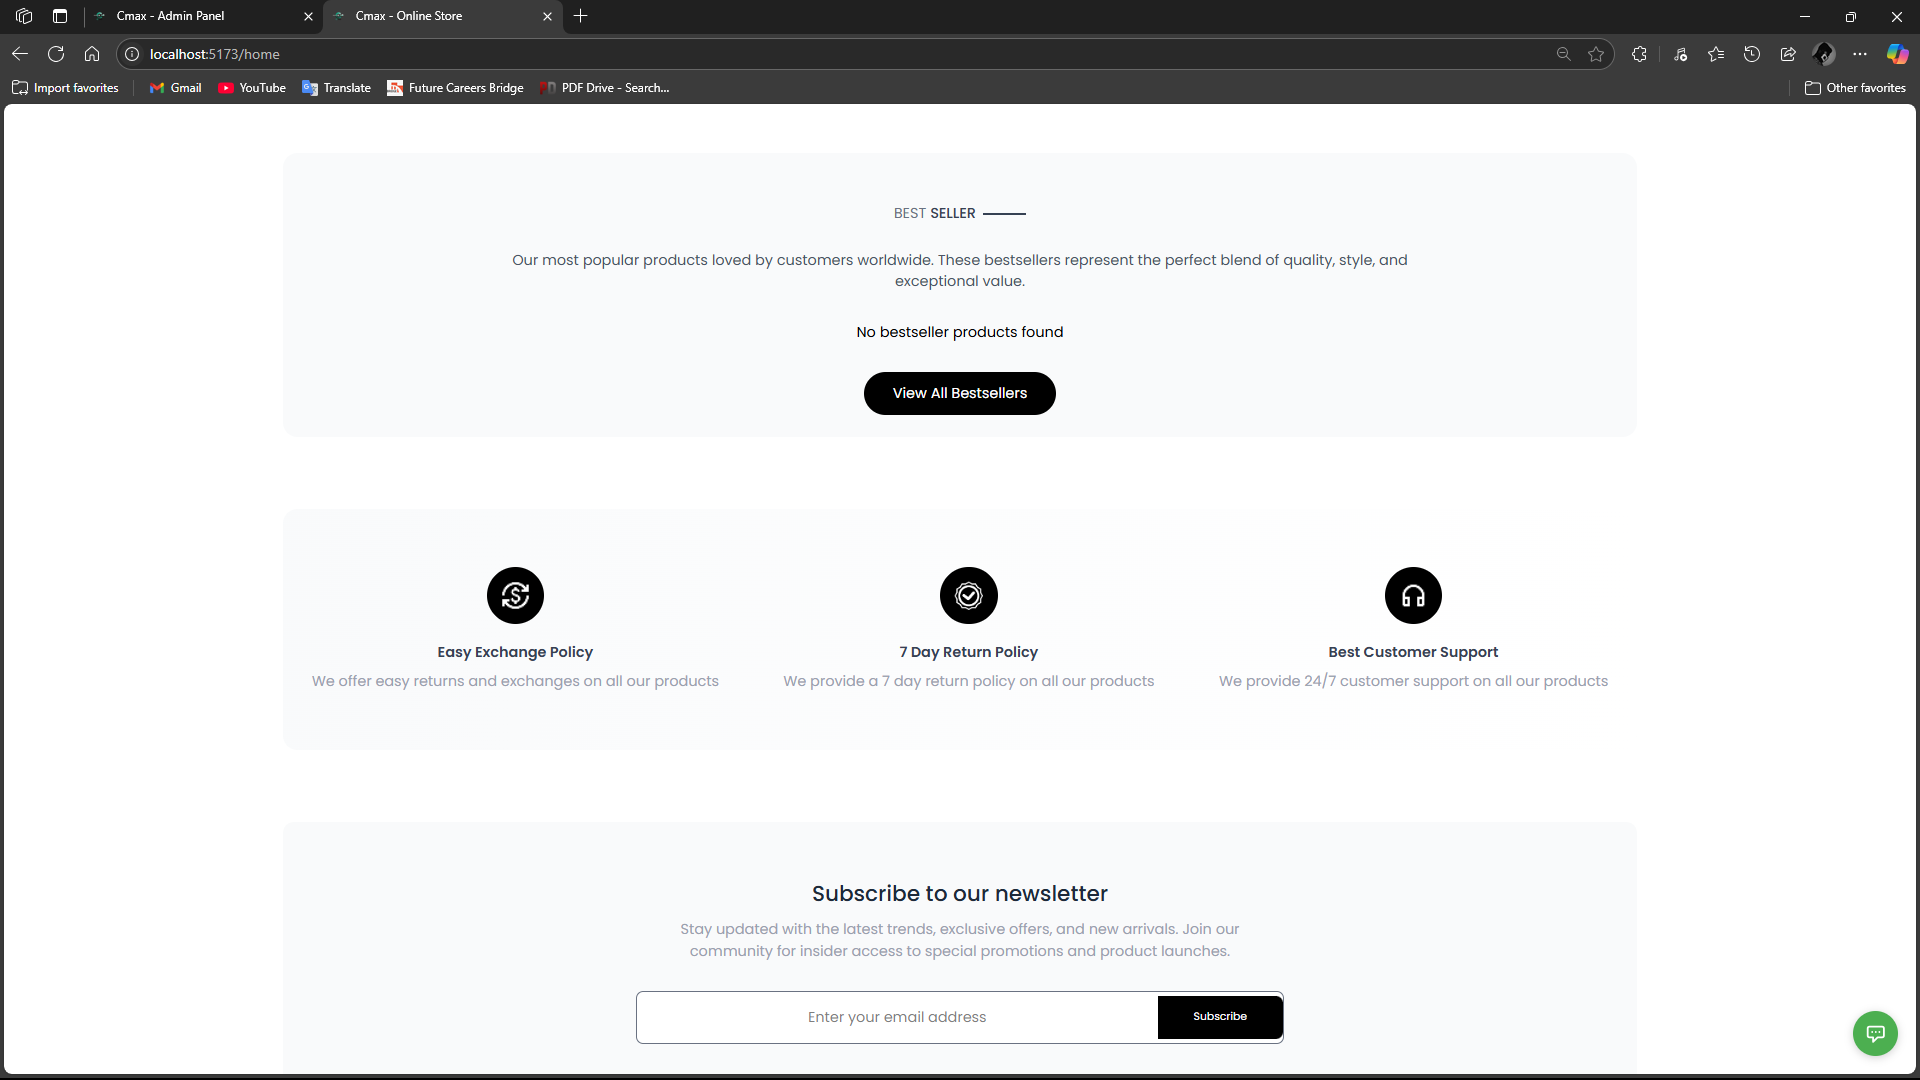 Cmax - Admin Panel
Cmax - Online Store
localhost:5173/home
Import favorites
Gmail
YouTube
Translate
Future Careers Bridge
PDF Drive - Search...
Other favorites
BEST SELLER
Our most popular products loved by customers worldwide. These bestsellers represent the perfect blend of quality, style, and
exceptional value.
No bestseller products found
View All Bestsellers
Easy Exchange Policy
We offer easy returns and exchanges on all our products
7 Day Return Policy
We provide a 7 day return policy on all our products
Best Customer Support
We provide 24/7 customer support on all our products
Subscribe to our newsletter
Stay updated with the latest trends, exclusive offers, and new arrivals. Join our
community for insider access to special promotions and product launches.
Enter your email address
Subscribe